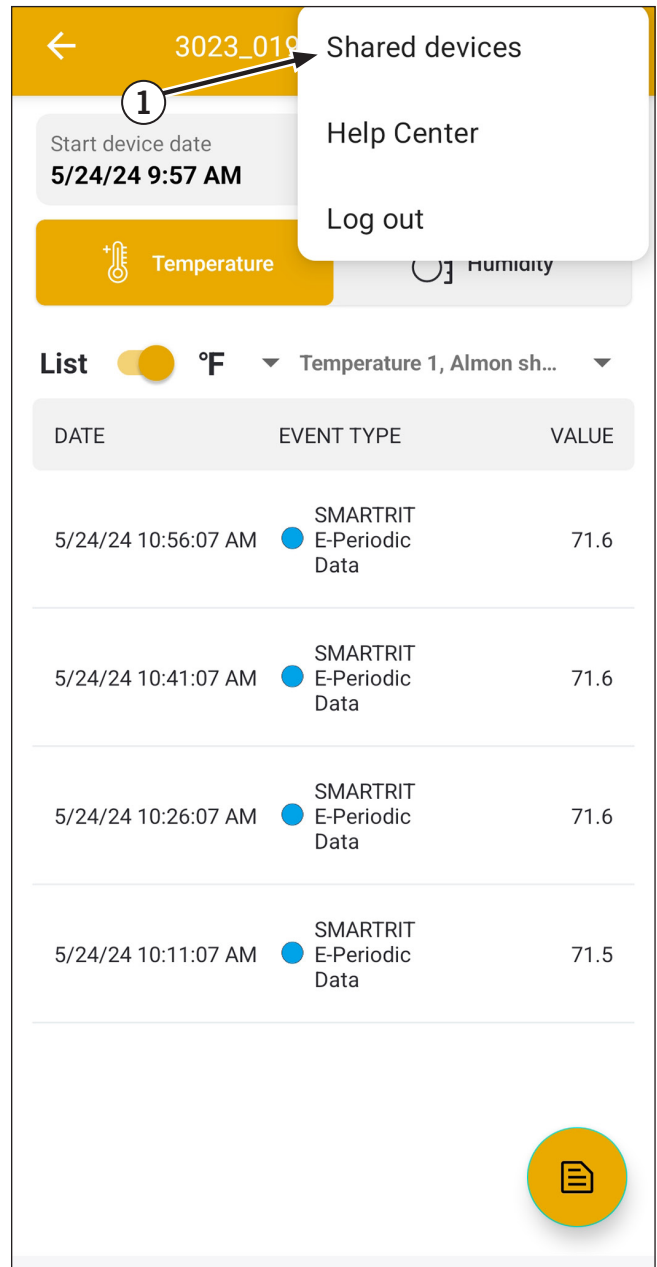 3023_019
Shared devices
1
Help Center
Start device date
5/24/24 9:57 AM
Log out
Temperature
Humidity
List °F Temperature 1, Almon sh...
DATE EVENT TYPE VALUE
SMARTRIT
5/24/24 10:56:07 AM E-Periodic 71.6
Data
SMARTRIT
5/24/24 10:41:07 AM E-Periodic 71.6
Data
SMARTRIT
5/24/24 10:26:07 AM E-Periodic 71.6
Data
SMARTRIT
5/24/24 10:11:07 AM E-Periodic 71.5
Data